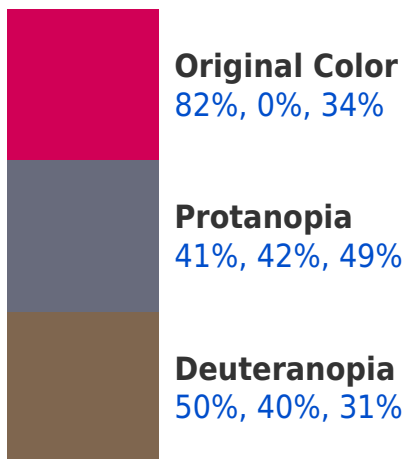 Original Color
82%, 0%, 34%
Protanopia
41%, 42%, 49%
Deuteranopia
50%, 40%, 31%